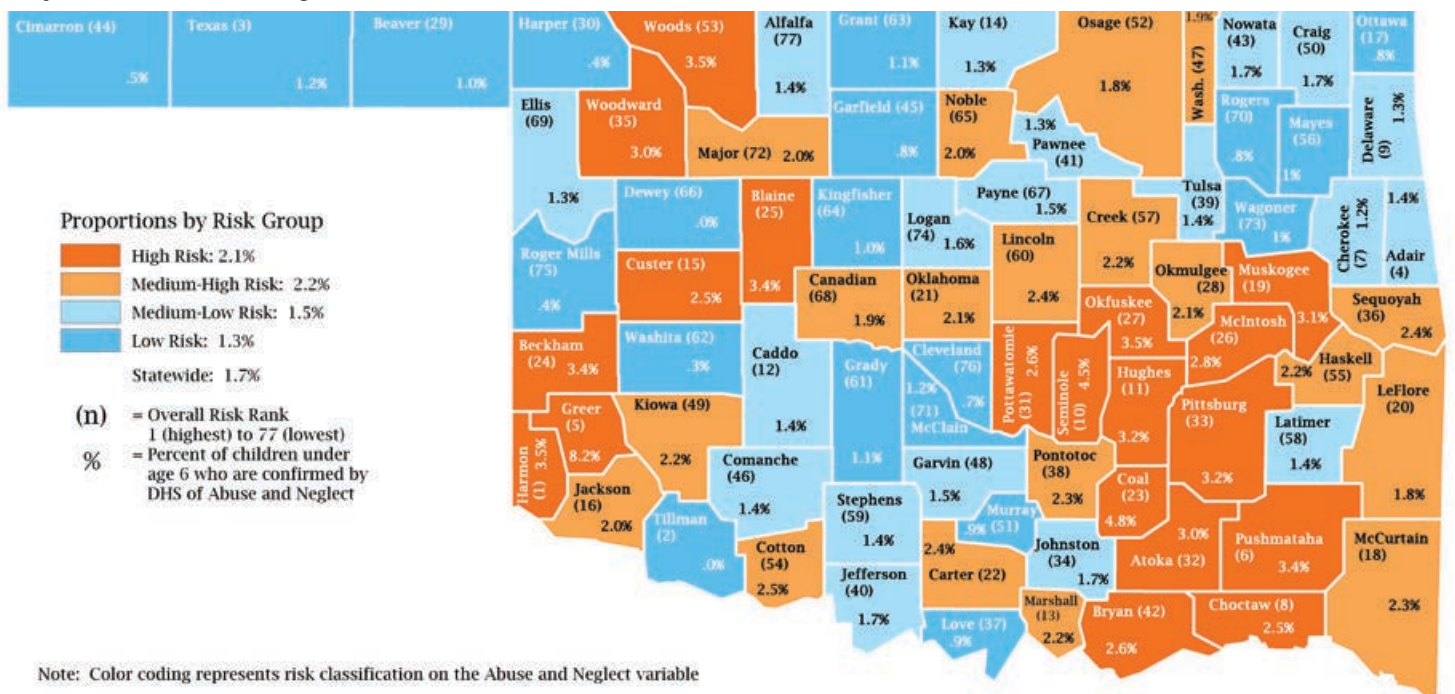 Cimarron (44)
.5%
Texas (3)
1.2%
Beaver (29)
1.0%
Harper (30)
.4%
Woods (53)
3.5%
Alfalfa
(77)
1.4%
Grant (63)
1.1%
Kay (14)
1.3%
Osage (52)
1.8%
1.9%
Wash. (47)
Nowata
(43)
1.7%
Craig
(50)
1.7%
Ottawa
(17)
.8%
Ellis
(69)
1.3%
Woodward
(35)
3.0%
Major (72) 2.0%
Garfield (45)
.8%
Noble
(65)
2.0%
1.3%
Pawnee
(41)
Rogers
(70)
.8%
Mayes
(56)
1%
Delaware
(9) 1.3%
Dewey (66)
.0%
Blaine
(25)
3.4%
Kingfisher
(64)
1.0%
Logan
(74) 1.6%
Payne (67)
1.5%
Creek (57)
2.2%
Tulsa
(39)
1.4%
Wagoner
(73)
1%
Cherokee
(7) 1.2%
1.4%
Adair
(4)
Proportions by Risk Group
High Risk: 2.1%
Medium-High Risk: 2.2%
Medium-Low Risk: 1.5%
Low Risk: 1.3%
Statewide: 1.7%
(n) = Overall Risk Rank
1 (highest) to 77 (lowest)
% = Percent of children under
age 6 who are confirmed by
DHS of Abuse and Neglect
Roger Mills
(75)
.4%
Custer (15)
2.5%
Canadian
(68)
1.9%
Oklahoma
(21)
2.1%
Lincoln
(60)
2.4%
Okmulgee
(28)
2.1%
Muskogee
(19)
3.1%
Sequoyah
(36)
2.4%
Okfuskee
(27)
3.5%
McIntosh
(26)
2.8%
Beckham
(24) 3.4%
Washita (62)
.3%
Caddo
(12)
1.4%
Grady
(61)
1.1%
Cleveland
(76)
.7%
1.2%
(71)
McClain
Pottawatomie
(31) 2.6%
Seminole
(10) 4.5%
Hughes
(11)
3.2%
Pittsburg
(33)
3.2%
Haskell
2.2% (55)
LeFlore
(20)
1.8%
Latimer
(58)
1.4%
Greer
(5)
8.2%
Harmon
(1) 3.5%
Kiowa (49)
2.2%
Jackson
(16)
2.0%
Comanche
(46)
1.4%
Tillman
(2)
.0%
Cotton
(54)
2.5%
Stephens
(59)
1.4%
Garvin (48)
1.5%
Pontotoc
(38)
2.3%
Coal
(23)
4.8%
Murray
.9% (51)
Johnston
(34)
1.7%
3.0%
Atoka (32)
Pushmataha
(6)
3.4%
McCurtain
(18)
2.3%
Jefferson
(40)
1.7%
2.4%
Carter (22)
Love (37)
.9%
Marshall
(13)
2.2%
Bryan (42)
2.6%
Choctaw (8)
2.5%
Note: Color coding represents risk classification on the Abuse and Neglect variable